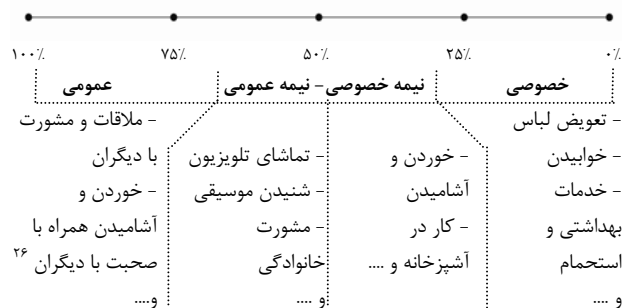 ۱۰۰٪ ۷۵٪ ۵۰٪ ۲۵٪ ۰٪
خصوصی
نیمه خصوصی- نیمه عمومی
عمومی
- تعویض لباس
- خوابیدن
- خدمات
بهداشتی و
استحمام
و ....
- خوردن و
آشامیدن
- کار در
آشپزخانه و ....
- تماشای تلویزیون
- شنیدن موسیقی
- مشورت
خانوادگی
و ....
- ملاقات و مشورت
با دیگران
- خوردن و
آشامیدن همراه با
صحبت با دیگران ۲۶
و....